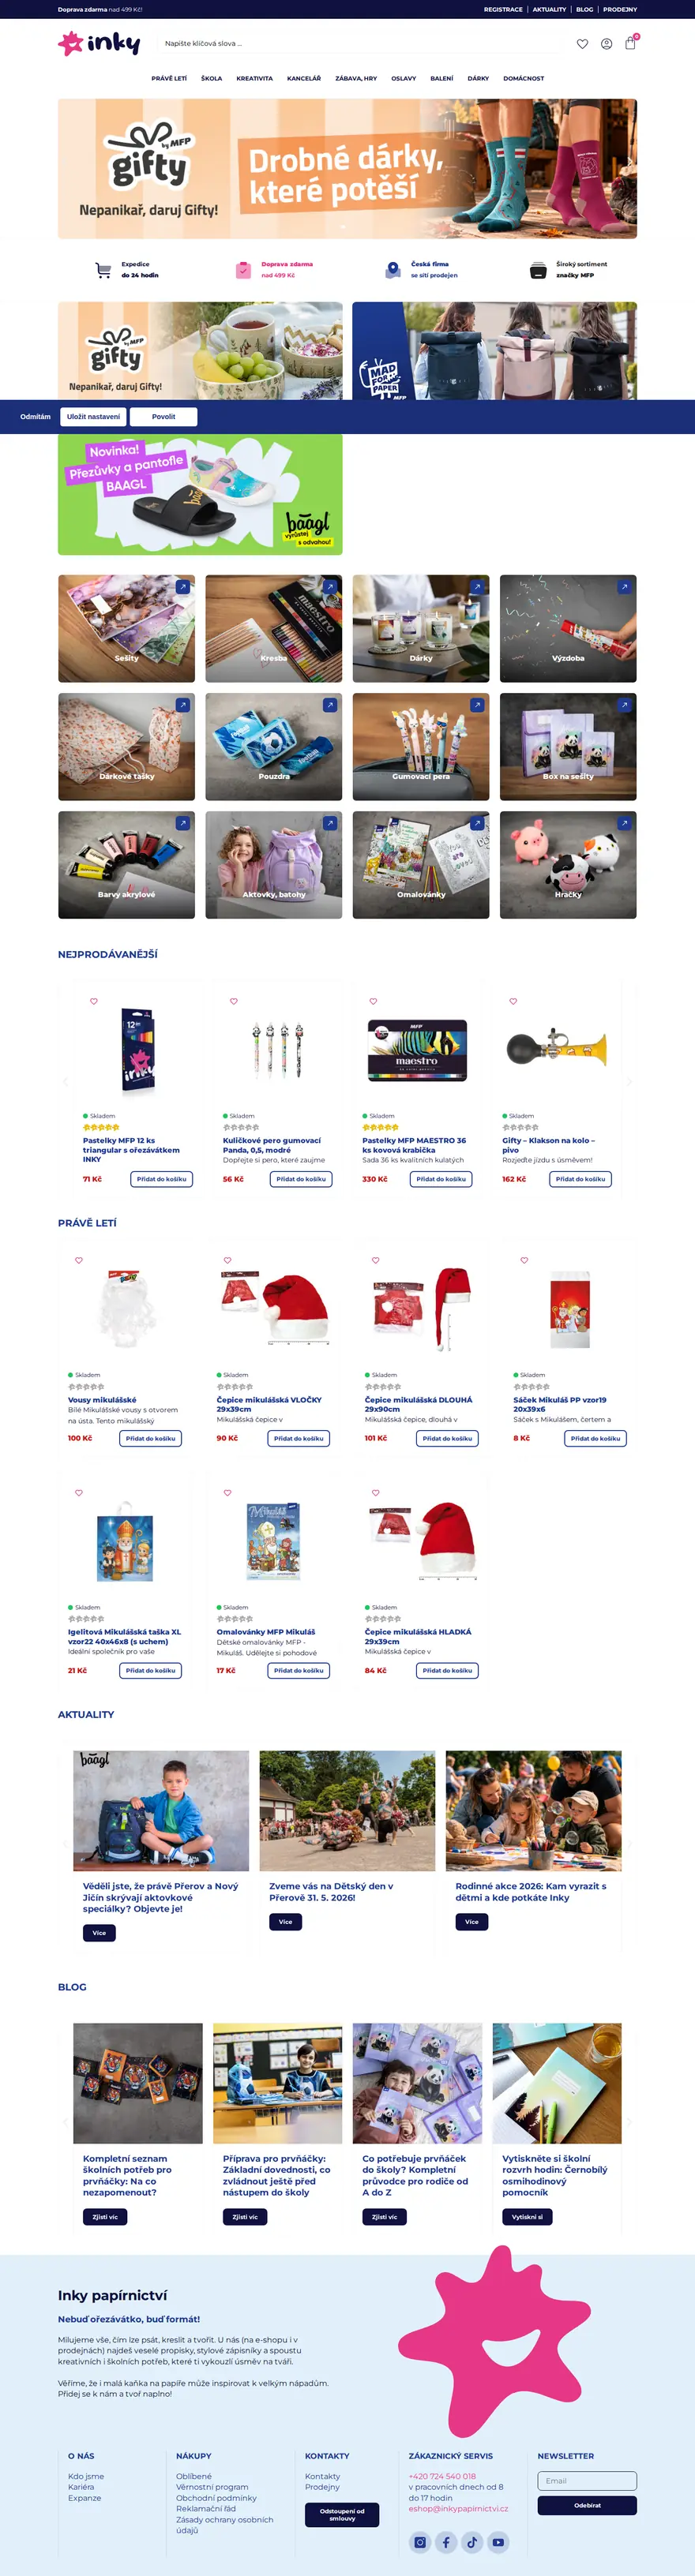 Doprava zdarma nad 499 Kč!
REGISTRACE
AKTUALITY
BLOG
PRODEJNY
inky
Napište klíčová slova ...
0
PRÁVĚ LETÍ
ŠKOLA
KREATIVITA
KANCELÁŘ
ZÁBAVA, HRY
OSLAVY
BALENÍ
DÁRKY
DOMÁCNOST
gifty
by MFP
Nepanikař, daruj Gifty!
Drobné dárky,
které potěší
Expedice
do 24 hodin
Doprava zdarma
nad 499 Kč
Česká firma
se sítí prodejen
Široký sortiment
značky MFP
gifty
by MFP
Nepanikař, daruj Gifty!
MAD
FOR
PAPER
MFP
Odmítám
Uložit nastavení
Povolit
Novinka!
Přezůvky a pantofle
BAAGL
baagl
baagl
vyrůstej
s odvahou!
Sešity
maestro
Kresba
Dárky
Výzdoba
Dárkové tašky
Football
Pouzdra
Gumovací pera
Box na sešity
Barvy akrylové
Aktovky, batohy
Omalovánky
Hračky
NEJPRODÁVANĚJŠÍ
12
inky
Skladem
Pastelky MFP 12 ks
triangular s ořezávátkem
INKY
71 Kč
Přidat do košíku
Skladem
Kuličkové pero gumovací
Panda, 0,5, modré
Dopřejte si pero, které zaujme
56 Kč
Přidat do košíku
MFP
maestro
Skladem
Pastelky MFP MAESTRO 36
ks kovová krabička
Sada 36 ks kvalitních kulatých
330 Kč
Přidat do košíku
Skladem
Gifty – Klakson na kolo –
pivo
Rozjeďte jízdu s úsměvem!
162 Kč
Přidat do košíku
PRÁVĚ LETÍ
Skladem
Vousy mikulášské
Bílé Mikulášské vousy s otvorem
na ústa. Tento mikulášský
100 Kč
Přidat do košíku
Skladem
Čepice mikulášská VLOČKY
29x39cm
Mikulášská čepice v
90 Kč
Přidat do košíku
Skladem
Čepice mikulášská DLOUHÁ
29x90cm
Mikulášská čepice, dlouhá v
101 Kč
Přidat do košíku
Skladem
Sáček Mikuláš PP vzor19
20x39x6
Sáček s Mikulášem, čertem a
8 Kč
Přidat do košíku
Skladem
Igelitová Mikulášská taška XL
vzor22 40x46x8 (s uchem)
Ideální společník pro vaše
21 Kč
Přidat do košíku
Mikuláš
Skladem
Omalovánky MFP Mikuláš
Dětské omalovánky MFP -
Mikuláš. Udělejte si pohodové
17 Kč
Přidat do košíku
Skladem
Čepice mikulášská HLADKÁ
29x39cm
Mikulášská čepice v
84 Kč
Přidat do košíku
AKTUALITY
baagl
Věděli jste, že právě Přerov a Nový
Jičín skrývají aktovkové
speciálky? Objevte je!
Více
Zveme vás na Dětský den v
Přerově 31. 5. 2026!
Více
Rodinné akce 2026: Kam vyrazit s
dětmi a kde potkáte Inky
Více
BLOG
Kompletní seznam
školních potřeb pro
prvňáčky: Na co
nezapomenout?
Zjisti víc
Příprava pro prvňáčky:
Základní dovednosti, co
zvládnout ještě před
nástupem do školy
Zjisti víc
Co potřebuje prvňáček
do školy? Kompletní
průvodce pro rodiče od
A do Z
Zjisti víc
Vytiskněte si školní
rozvrh hodin: Černobílý
osmihodinový
pomocník
Vytiskni si
Inky papírnictví
Nebuď ořezávátko, buď formát!
Milujeme vše, čím lze psát, kreslit a tvořit. U nás (na e-shopu i v
prodejnách) najdeš veselé propisky, stylové zápisníky a spoustu
kreativních i školních potřeb, které ti vykouzlí úsměv na tváři.
Věříme, že i malá kaňka na papíře může inspirovat k velkým nápadům.
Přidej se k nám a tvoř naplno!
O NÁS
Kdo jsme
Kariéra
Expanze
NÁKUPY
Oblíbené
Věrnostní program
Obchodní podmínky
Reklamační řád
Zásady ochrany osobních
údajů
KONTAKTY
Kontakty
Prodejny
Odstoupení od
smlouvy
ZÁKAZNICKÝ SERVIS
+420 724 540 018
v pracovních dnech od 8
do 17 hodin
eshop@inkypapirnictvi.cz
NEWSLETTER
Email
Odebírat